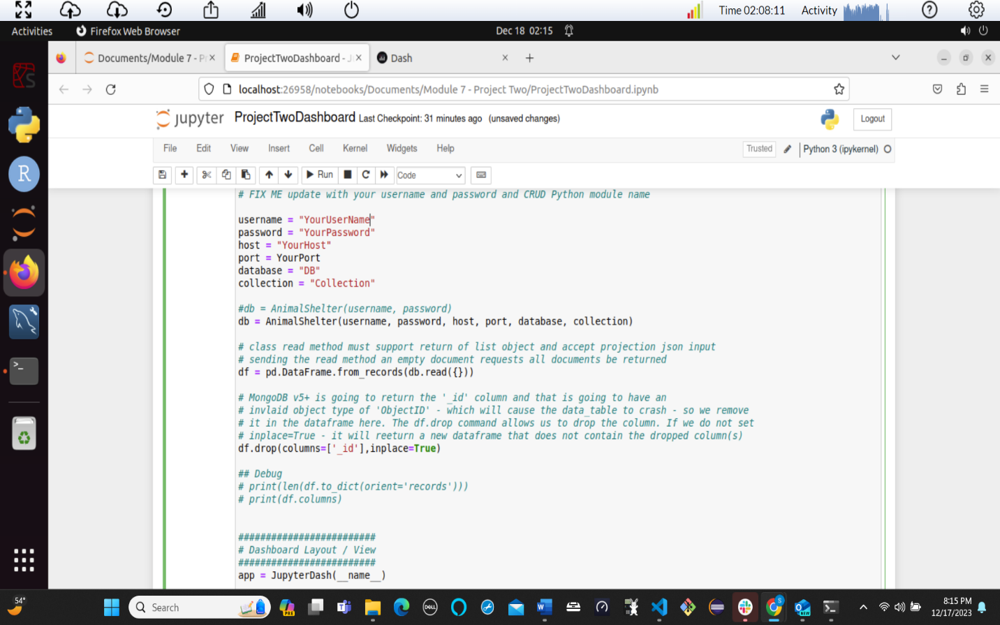 Time 02:08:11 Activity
Activities Firefox Web Browser Dec 18 02:15
Documents/Module 7 - P ProjectTwoDashboard - J Dash
localhost:26958/notebooks/Documents/Module 7 - Project Two/ProjectTwoDashboard.ipynb
jupyter ProjectTwoDashboard Last Checkpoint: 31 minutes ago (unsaved changes) Logout
File Edit View Insert Cell Kernel Widgets Help Trusted Python 3 (ipykernel)
Run Code
# FIX ME update with your username and password and CRUD Python module name
username = "YourUserName"
password = "YourPassword"
host = "YourHost"
port = YourPort
database = "DB"
collection = "Collection"
#db = AnimalShelter(username, password)
db = AnimalShelter(username, password, host, port, database, collection)
# class read method must support return of list object and accept projection json input
# sending the read method an empty document requests all documents be returned
df = pd.DataFrame.from_records(db.read({}))
# MongoDB v5+ is going to return the '_id' column and that is going to have an
# invlaid object type of 'ObjectID' - which will cause the data_table to crash - so we remove
# it in the dataframe here. The df.drop command allows us to drop the column. If we do not set
# inplace=True - it will reeturn a new dataframe that does not contain the dropped column(s)
df.drop(columns=['_id'],inplace=True)
## Debug
# print(len(df.to_dict(orient='records')))
# print(df.columns)
#########################
# Dashboard Layout / View
#########################
app = JupyterDash(__name__)
54°
Search
PRE
DELL
NEW
8:15 PM
12/17/2023